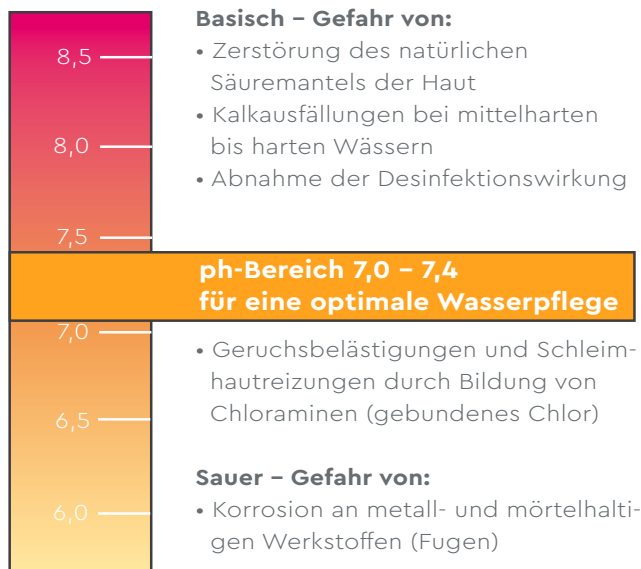 Basisch – Gefahr von:
8,5
• Zerstörung des natürlichen
Säuremantels der Haut
8,0
• Kalkausfällungen bei mittelharten
bis harten Wässern
• Abnahme der Desinfektionswirkung
7,5
ph-Bereich 7,0 – 7,4
für eine optimale Wasserpflege
7,0
• Geruchsbelästigungen und Schleim-
hautreizungen durch Bildung von
Chloraminen (gebundenes Chlor)
6,5
Sauer – Gefahr von:
6,0
• Korrosion an metall- und mörtelhalti-
gen Werkstoffen (Fugen)